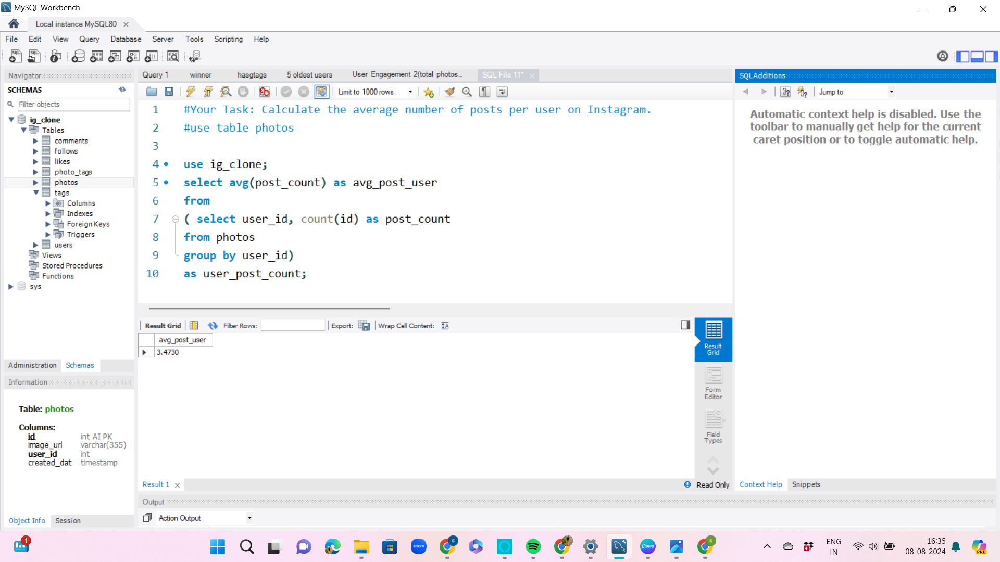 MySQL Workbench
Local instance MySQL80
File Edit View Query Database Server Tools Scripting Help
Navigator
SCHEMAS
Filter objects
ig_clone
Tables
comments
follows
likes
photo_tags
photos
tags
Columns
Indexes
Foreign Keys
Triggers
users
Views
Stored Procedures
Functions
sys
Administration Schemas
Information
Table: photos
Columns:
id int AI PK
image_url varchar(355)
user_id int
created_dat timestamp
Object Info Session
Query 1 winner hasgtags 5 oldest users User Engagement 2(total photos... SQL File 11*
Limit to 1000 rows
1 #Your Task: Calculate the average number of posts per user on Instagram.
2 #use table photos
3
4 use ig_clone;
5 select avg(post_count) as avg_post_user
6 from
7 ( select user_id, count(id) as post_count
8 from photos
9 group by user_id)
10 as user_post_count;
Result Grid Filter Rows: Export: Wrap Cell Content:
avg_post_user
3.4730
Result Grid
Form Editor
Field Types
Result 1
Read Only
Output
Action Output
SQLAdditions
Jump to
Automatic context help is disabled. Use the
toolbar to manually get help for the current
caret position or to toggle automatic help.
Context Help Snippets
1
zoom
Canva
ENG
IN
16:35
08-08-2024
PRE